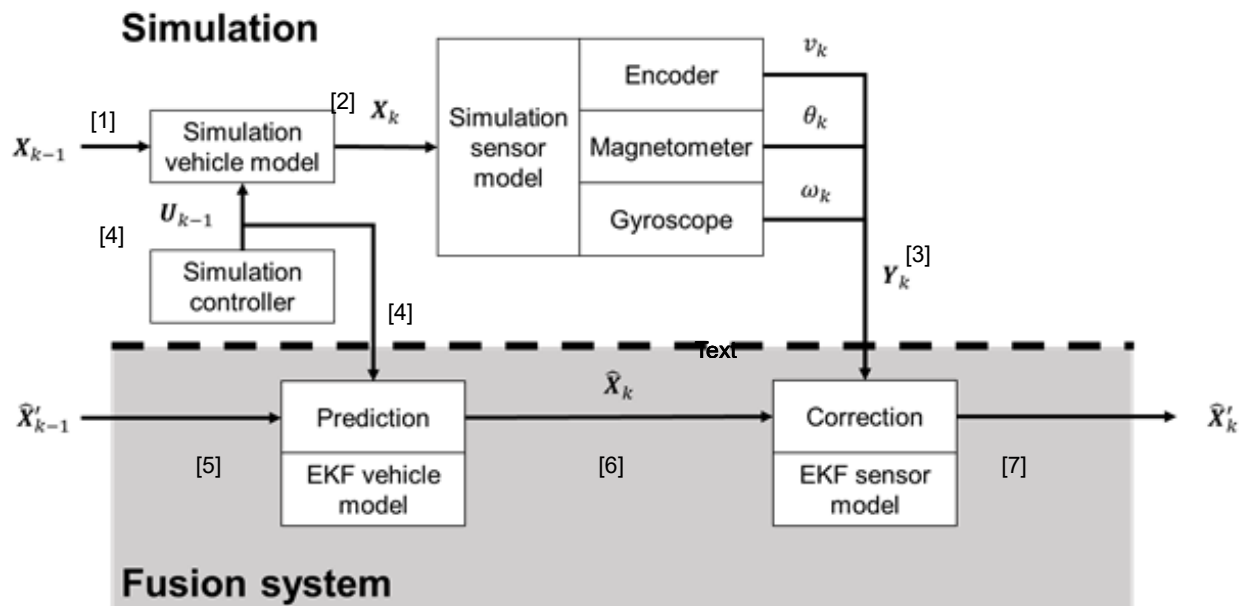 Simulation
v_k
Encoder
[1]
[2]
X_k
θ_k
X_{k−1}
Simulation
vehicle model
Simulation
sensor
model
Magnetometer
ω_k
U_{k−1}
Gyroscope
[4]
Simulation
controller
Y_k
[3]
[4]
Text
X̂′_{k−1}
Prediction
X̂_k
Correction
X̂′_k
[5]
EKF vehicle
model
[6]
EKF sensor
model
[7]
Fusion system